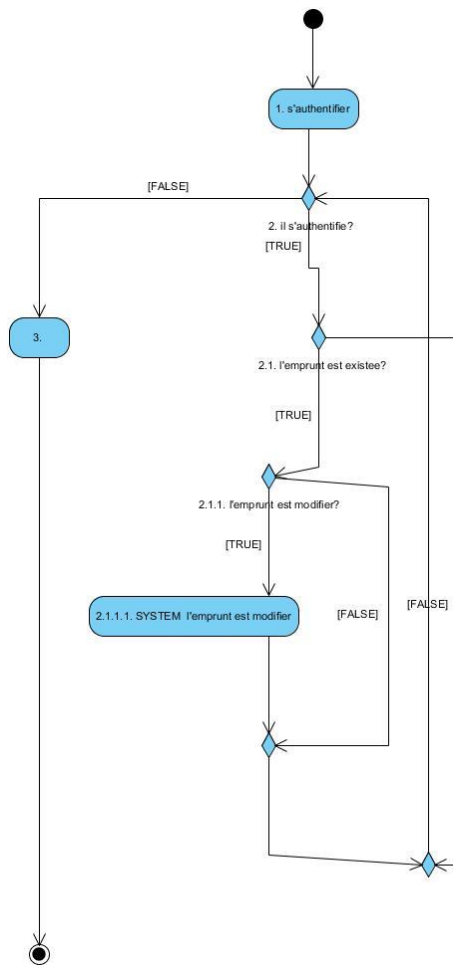 1. s'authentifier
[FALSE]
2. il s'authentifie?
[TRUE]
3.
2.1. l'emprunt est existee?
[TRUE]
2.1.1. l'emprunt est modifier?
[TRUE]
2.1.1.1. SYSTEM l'emprunt est modifier
[FALSE]
[FALSE]